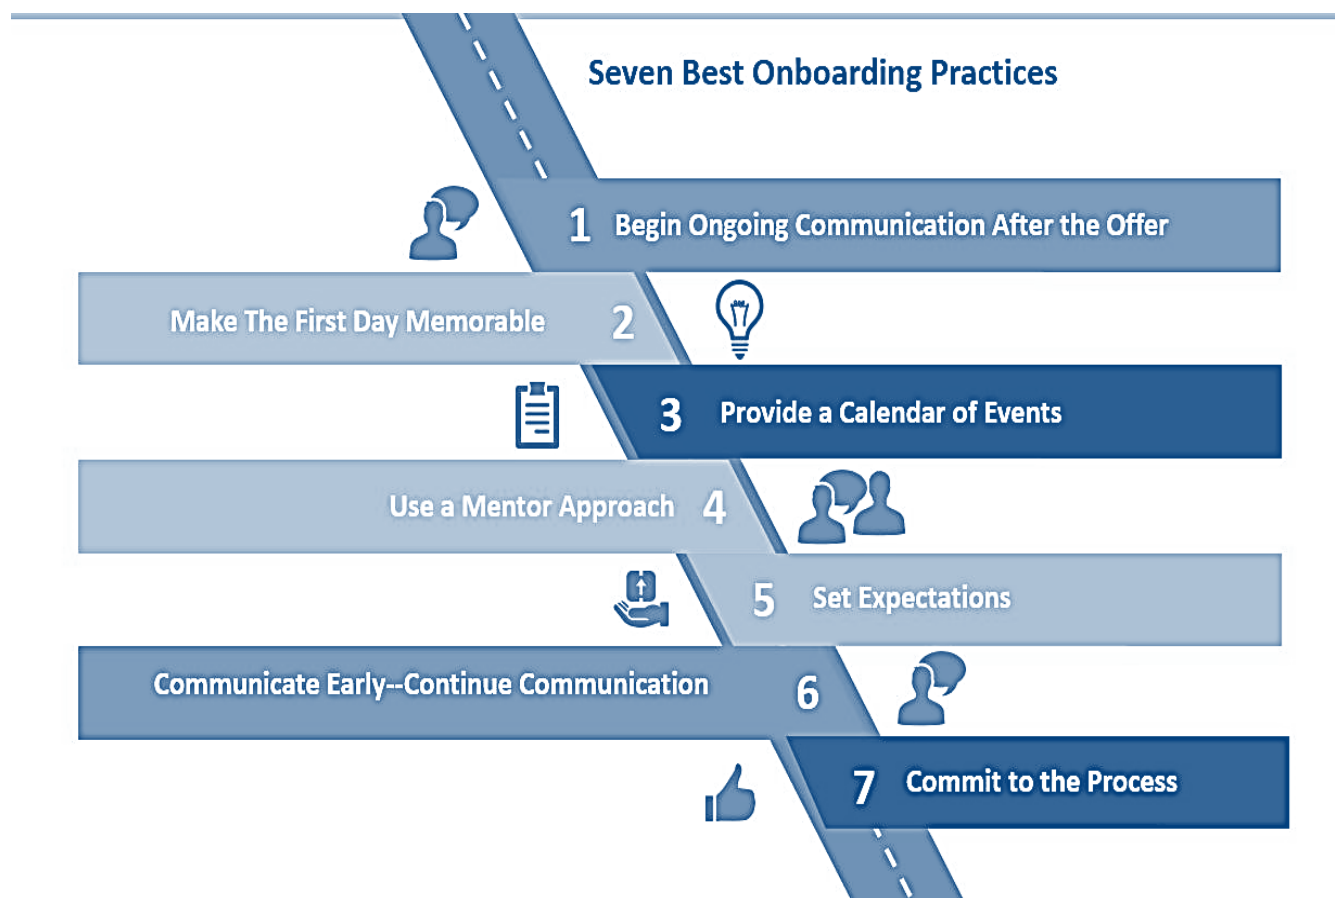 Seven Best Onboarding Practices
1 Begin Ongoing Communication After the Offer
Make The First Day Memorable 2
3 Provide a Calendar of Events
Use a Mentor Approach 4
5 Set Expectations
Communicate Early--Continue Communication 6
7 Commit to the Process